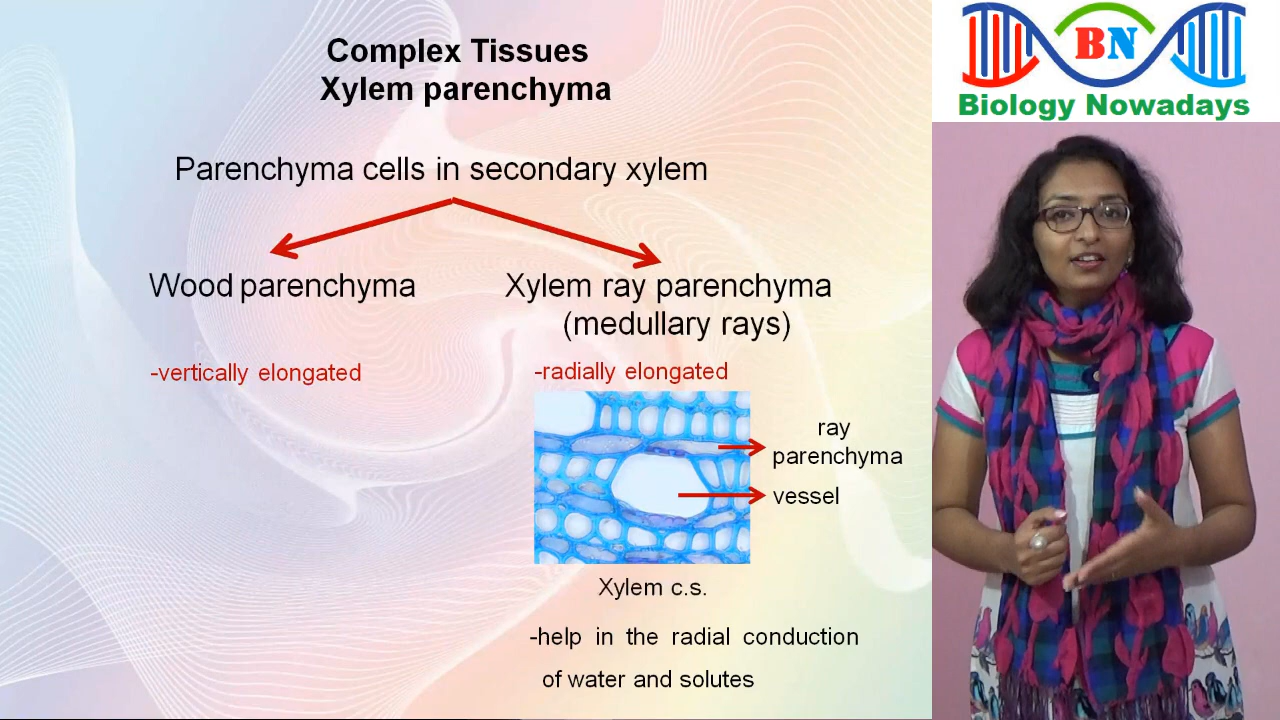 Complex Tissues
Xylem parenchyma
BN
Biology Nowadays
Parenchyma cells in secondary xylem
Wood parenchyma
-vertically elongated
Xylem ray parenchyma
(medullary rays)
-radially elongated
ray
parenchyma
vessel
Xylem c.s.
-help in the radial conduction
of water and solutes